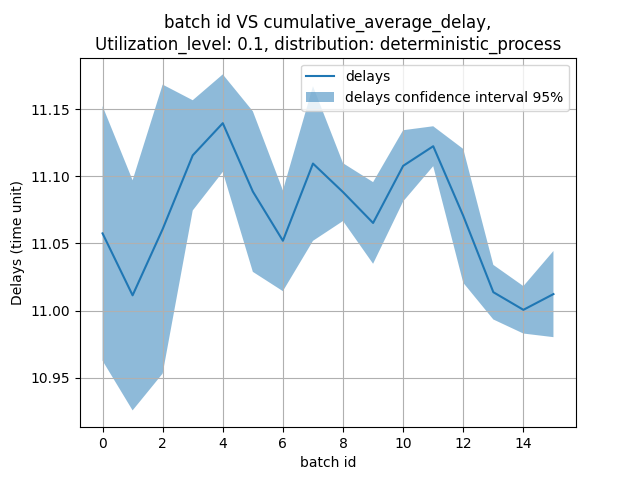 batch id VS cumulative_average_delay,
Utilization_level: 0.1, distribution: deterministic_process
delays
delays confidence interval 95%
Delays (time unit)
11.15
11.10
11.05
11.00
10.95
0 2 4 6 8 10 12 14
batch id